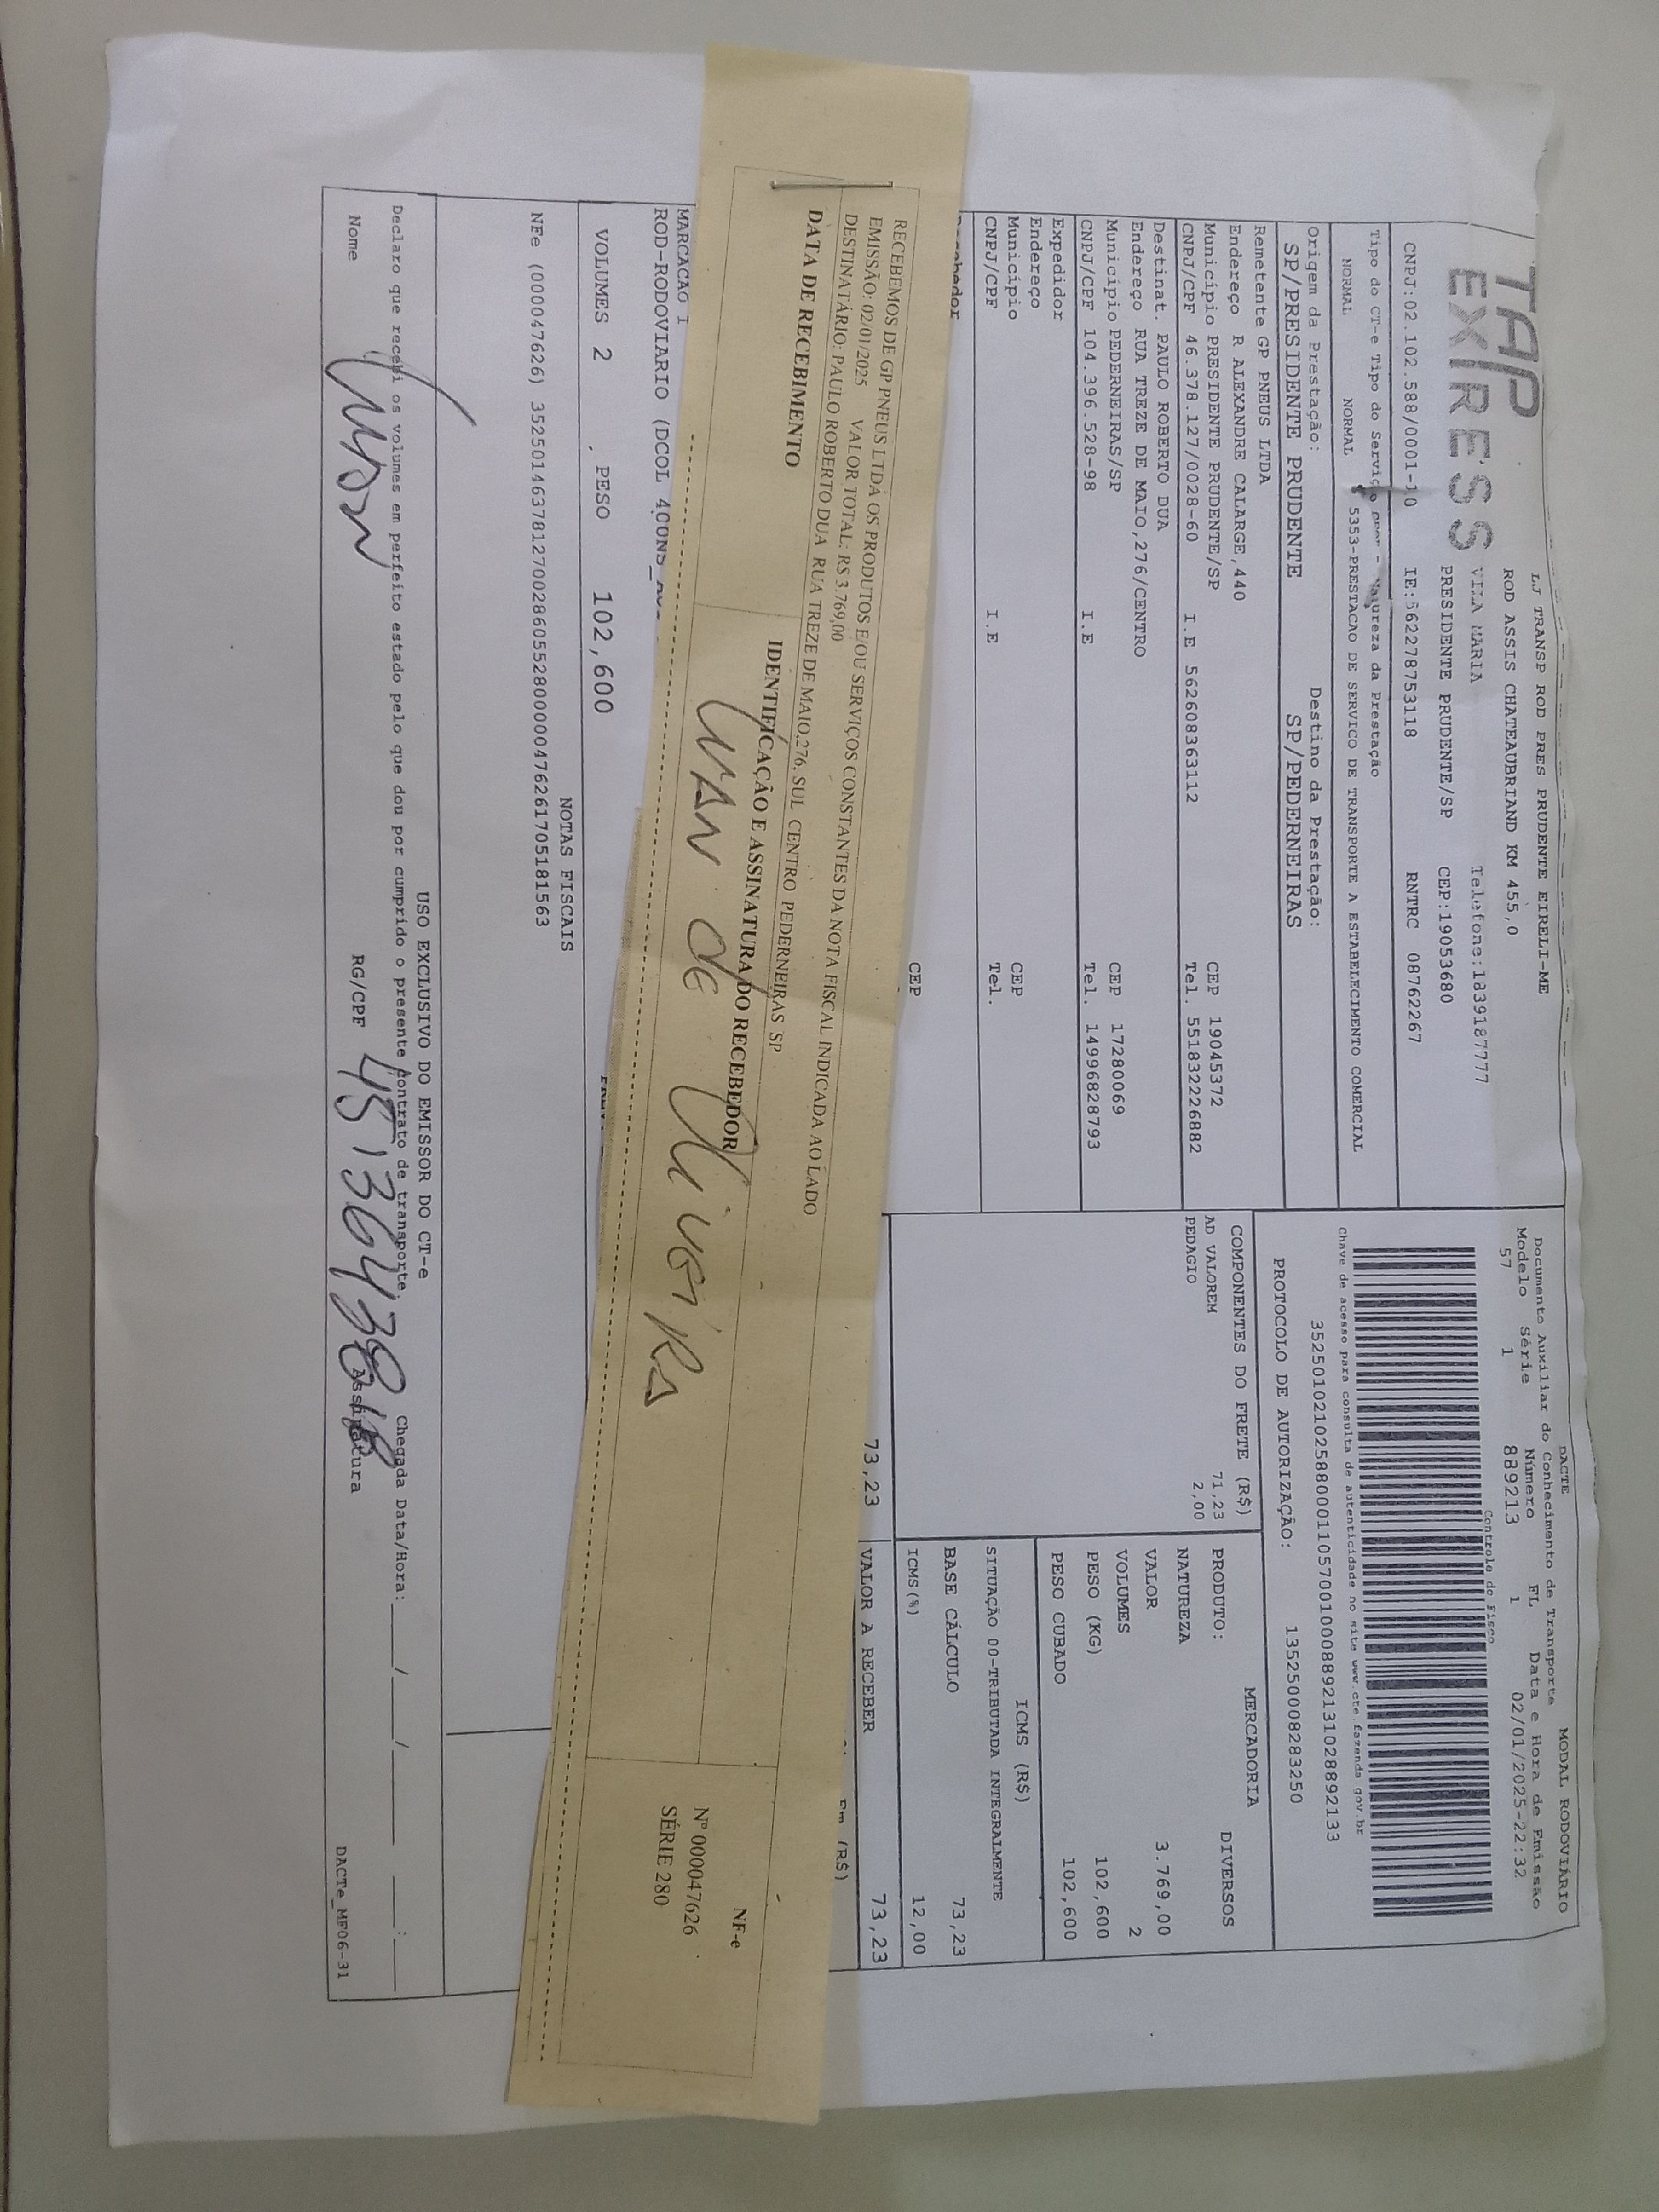 TAP
EXPRESS
LJ TRANSP ROD PRES PRUDENTE EIRELI-ME
ROD ASSIS CHATEAUBRIAND KM 455,0
VILA MARIA Telefone:1839187777
PRESIDENTE PRUDENTE/SP CEP:19053680
CNPJ:02.102.588/0001-10 IE:562278753118 RNTRC 08762267
DACTE MODAL RODOVIÁRIO
Documento Auxiliar do Conhecimento de Transporte
Modelo Série Número FL Data e Hora de Emissão
57 1 889213 1 02/01/2025-22:32
Controle do Fisco
Chave de acesso para consulta de autenticidade no site www.cte.fazenda.gov.br
35250102102588000110570010008892131028892133
PROTOCOLO DE AUTORIZAÇÃO: 135250008283250
Tipo do CT-e Tipo do Serviço - Natureza da Prestação
NORMAL NORMAL 5353-PRESTACAO DE SERVICO DE TRANSPORTE A ESTABELECIMENTO COMERCIAL
Origem da Prestação: Destino da Prestação:
SP/PRESIDENTE PRUDENTE SP/PEDERNEIRAS
Remetente GP PNEUS LTDA
Endereço R ALEXANDRE CALARGE,440
Município PRESIDENTE PRUDENTE/SP CEP 19045372
CNPJ/CPF 46.378.127/0028-60 I.E 562608363112 Tel. 551832226882
Destinat. PAULO ROBERTO DUA
Endereço RUA TREZE DE MAIO,276/CENTRO
Município PEDERNEIRAS/SP CEP 17280069
CNPJ/CPF 104.396.528-98 I.E Tel. 14996828793
Expedidor
Endereço
Município CEP
CNPJ/CPF I.E Tel.
CEP
COMPONENTES DO FRETE (R$)
AD VALOREM 71,23
PEDAGIO 2,00
73,23
MERCADORIA
PRODUTO: DIVERSOS
NATUREZA
VALOR 3.769,00
VOLUMES 2
PESO (KG) 102,600
PESO CUBADO 102,600
ICMS (R$)
SITUAÇÃO 00-TRIBUTADA INTEGRALMENTE
BASE CÁLCULO 73,23
ICMS(%) 12,00
VALOR A RECEBER 73,23
(R$)
RECEBEMOS DE GP PNEUS LTDA OS PRODUTOS E/OU SERVIÇOS CONSTANTES DA NOTA FISCAL INDICADA AO LADO
EMISSÃO: 02/01/2025 VALOR TOTAL: R$ 3.769,00
DESTINATÁRIO: PAULO ROBERTO DUA RUA TREZE DE MAIO,276, SUL CENTRO PEDERNEIRAS SP
DATA DE RECEBIMENTO IDENTIFICAÇÃO E ASSINATURA DO RECEBEDOR
de Oliveira
NF-e
Nº 000047626
SÉRIE 280
ROD-RODOVIARIO (DCOL
VOLUMES 2 PESO 102,600
NOTAS FISCAIS
NFe (000047626) 35250146378127002860552800000476261705181563
USO EXCLUSIVO DO EMISSOR DO CT-e
Declaro que recebi os volumes em perfeito estado pelo que dou por cumprido o presente contrato de transporte. Chegada Data/Hora:____/____/______ ____:____
Nome RG/CPF Assinatura
DACTe_MF06-31